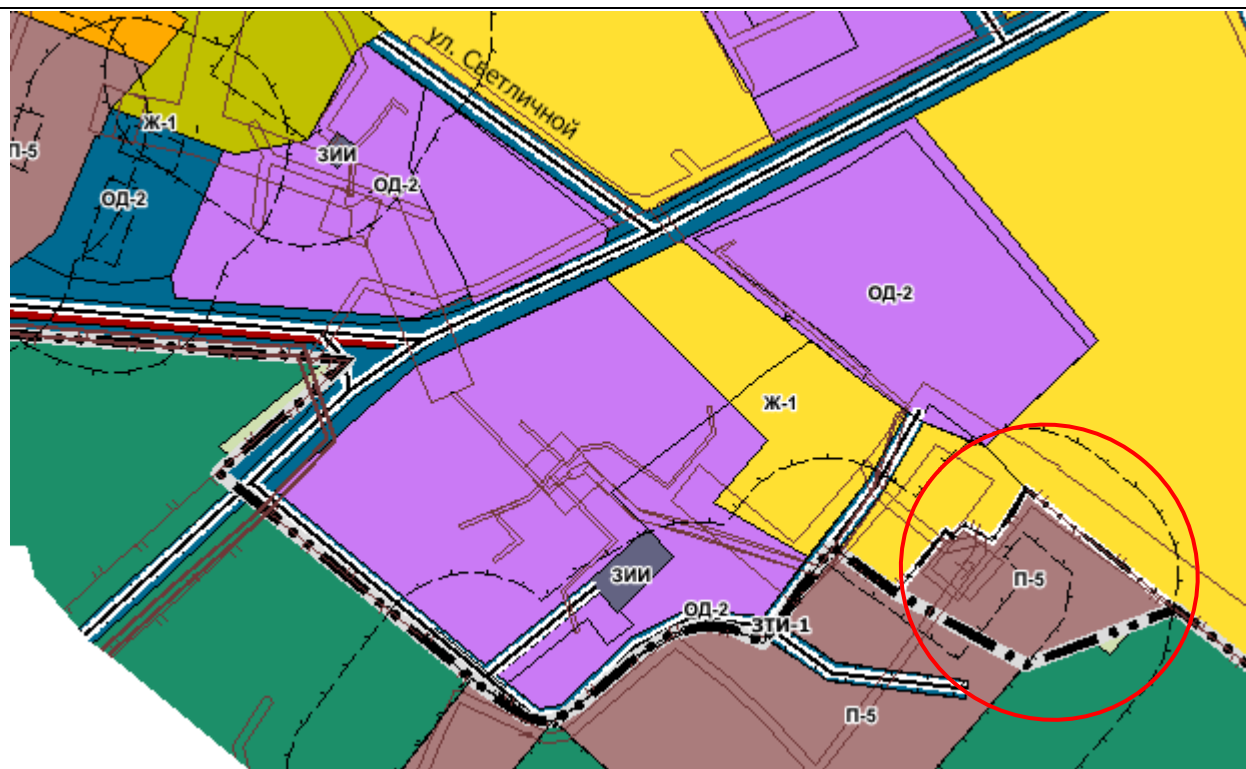 ул. Светличной
Ж-1
П-5
ЗИИ
ОД-2
ОД-2
ОД-2
Ж-1
ЗИИ
П-5
ОД-2
ЗТИ-1
П-5